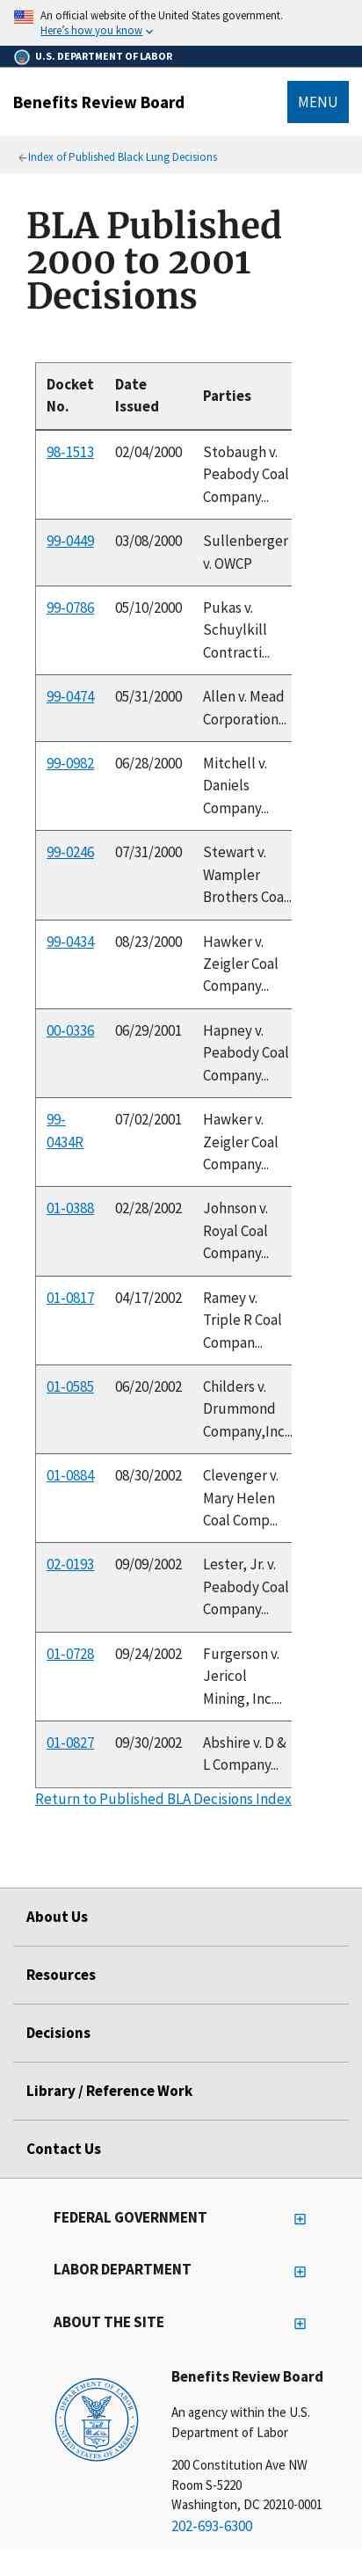 An official website of the United States government.
Here's how you know
U.S. DEPARTMENT OF LABOR
Benefits Review Board
MENU
Index of Published Black Lung Decisions
BLA Published
2000 to 2001
Decisions
Docket No. Date Issued Parties
98-1513 02/04/2000 Stobaugh v. Peabody Coal Company...
99-0449 03/08/2000 Sullenberger v. OWCP
99-0786 05/10/2000 Pukas v. Schuylkill Contracti...
99-0474 05/31/2000 Allen v. Mead Corporation...
99-0982 06/28/2000 Mitchell v. Daniels Company...
99-0246 07/31/2000 Stewart v. Wampler Brothers Coa...
99-0434 08/23/2000 Hawker v. Zeigler Coal Company...
00-0336 06/29/2001 Hapney v. Peabody Coal Company...
99-0434R 07/02/2001 Hawker v. Zeigler Coal Company...
01-0388 02/28/2002 Johnson v. Royal Coal Company...
01-0817 04/17/2002 Ramey v. Triple R Coal Compan...
01-0585 06/20/2002 Childers v. Drummond Company,Inc...
01-0884 08/30/2002 Clevenger v. Mary Helen Coal Comp...
02-0193 09/09/2002 Lester, Jr. v. Peabody Coal Company...
01-0728 09/24/2002 Furgerson v. Jericol Mining, Inc....
01-0827 09/30/2002 Abshire v. D & L Company...
Return to Published BLA Decisions Index
About Us
Resources
Decisions
Library / Reference Work
Contact Us
FEDERAL GOVERNMENT
LABOR DEPARTMENT
ABOUT THE SITE
DEPARTMENT OF LABOR
UNITED STATES OF AMERICA
Benefits Review Board
An agency within the U.S.
Department of Labor
200 Constitution Ave NW
Room S-5220
Washington, DC 20210-0001
202-693-6300